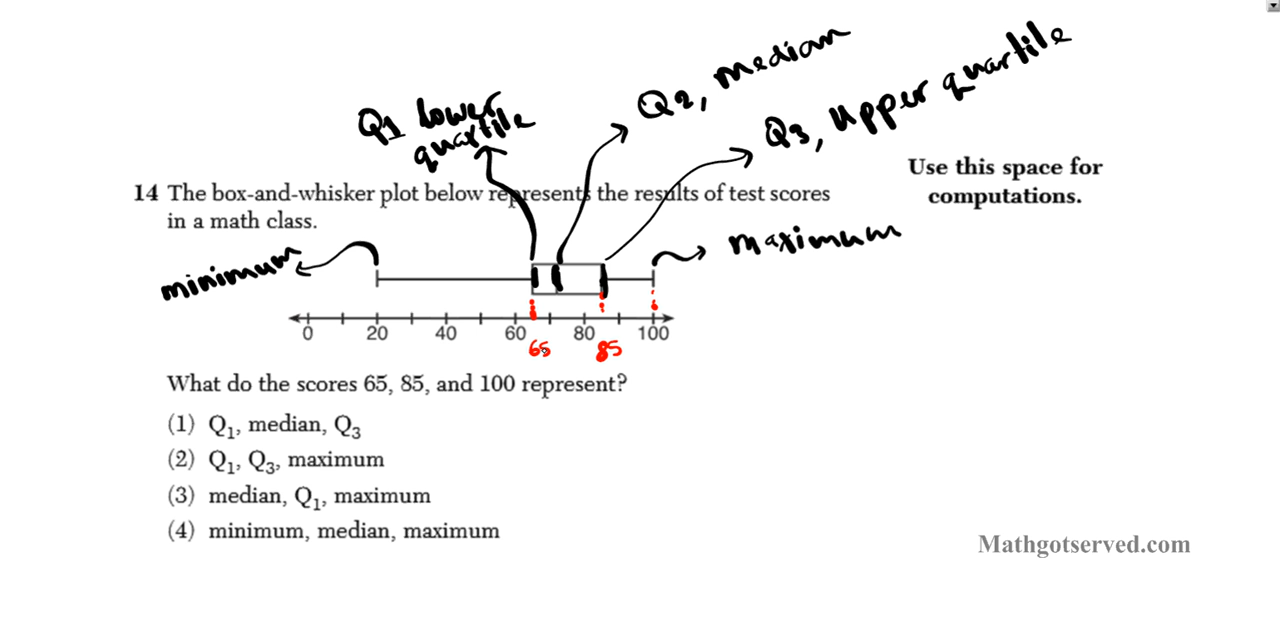 Q2, median
Q3, Upper quartile
Q1 lower
quartile
Use this space for
computations.
14 The box-and-whisker plot below represents the results of test scores
in a math class.
minimum
maximum
0 20 40 60 80 100
65 85
What do the scores 65, 85, and 100 represent?
(1) Q₁, median, Q₃
(2) Q₁, Q₃, maximum
(3) median, Q₁, maximum
(4) minimum, median, maximum
Mathgotserved.com